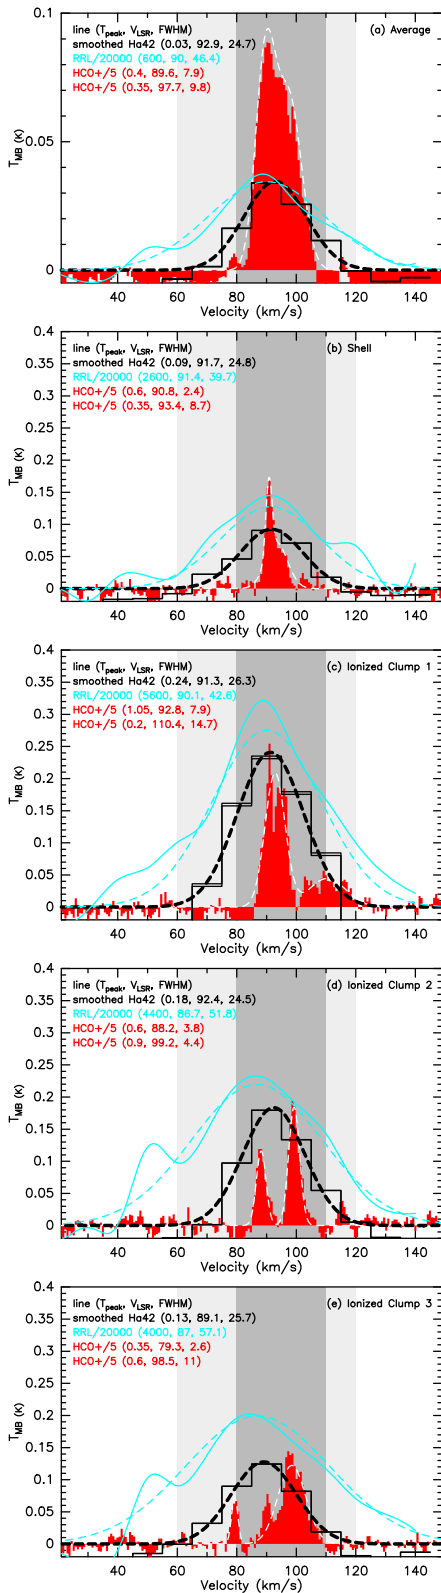 0.1
(a) Average
line (Tpeak, VLSR, FWHM)
smoothed Hα42 (0.03, 92.9, 24.7)
RRL/20000 (600, 90, 46.4)
HCO+/5 (0.4, 89.6, 7.9)
HCO+/5 (0.35, 97.7, 9.8)
0.05
0
TMB (K)
40 60 80 100 120 140
Velocity (km/s)
0.4
0.35
0.3
0.25
0.2
0.15
0.1
0.05
0
TMB (K)
(b) Shell
line (Tpeak, VLSR, FWHM)
smoothed Hα42 (0.09, 91.7, 24.8)
RRL/20000 (2600, 91.4, 39.7)
HCO+/5 (0.6, 90.8, 2.4)
HCO+/5 (0.35, 93.4, 8.7)
40 60 80 100 120 140
Velocity (km/s)
0.4
0.35
0.3
0.25
0.2
0.15
0.1
0.05
0
TMB (K)
(c) Ionized Clump 1
line (Tpeak, VLSR, FWHM)
smoothed Hα42 (0.24, 91.3, 26.3)
RRL/20000 (5600, 90.1, 42.6)
HCO+/5 (1.05, 92.8, 7.9)
HCO+/5 (0.2, 110.4, 14.7)
40 60 80 100 120 140
Velocity (km/s)
0.4
0.35
0.3
0.25
0.2
0.15
0.1
0.05
0
TMB (K)
(d) Ionized Clump 2
line (Tpeak, VLSR, FWHM)
smoothed Hα42 (0.18, 92.4, 24.5)
RRL/20000 (4400, 86.7, 51.8)
HCO+/5 (0.6, 88.2, 3.8)
HCO+/5 (0.9, 99.2, 4.4)
40 60 80 100 120 140
Velocity (km/s)
0.4
0.35
0.3
0.25
0.2
0.15
0.1
0.05
0
TMB (K)
(e) Ionized Clump 3
line (Tpeak, VLSR, FWHM)
smoothed Hα42 (0.13, 89.1, 25.7)
RRL/20000 (4000, 87, 57.1)
HCO+/5 (0.35, 79.3, 2.6)
HCO+/5 (0.6, 98.5, 11)
40 60 80 100 120 140
Velocity (km/s)